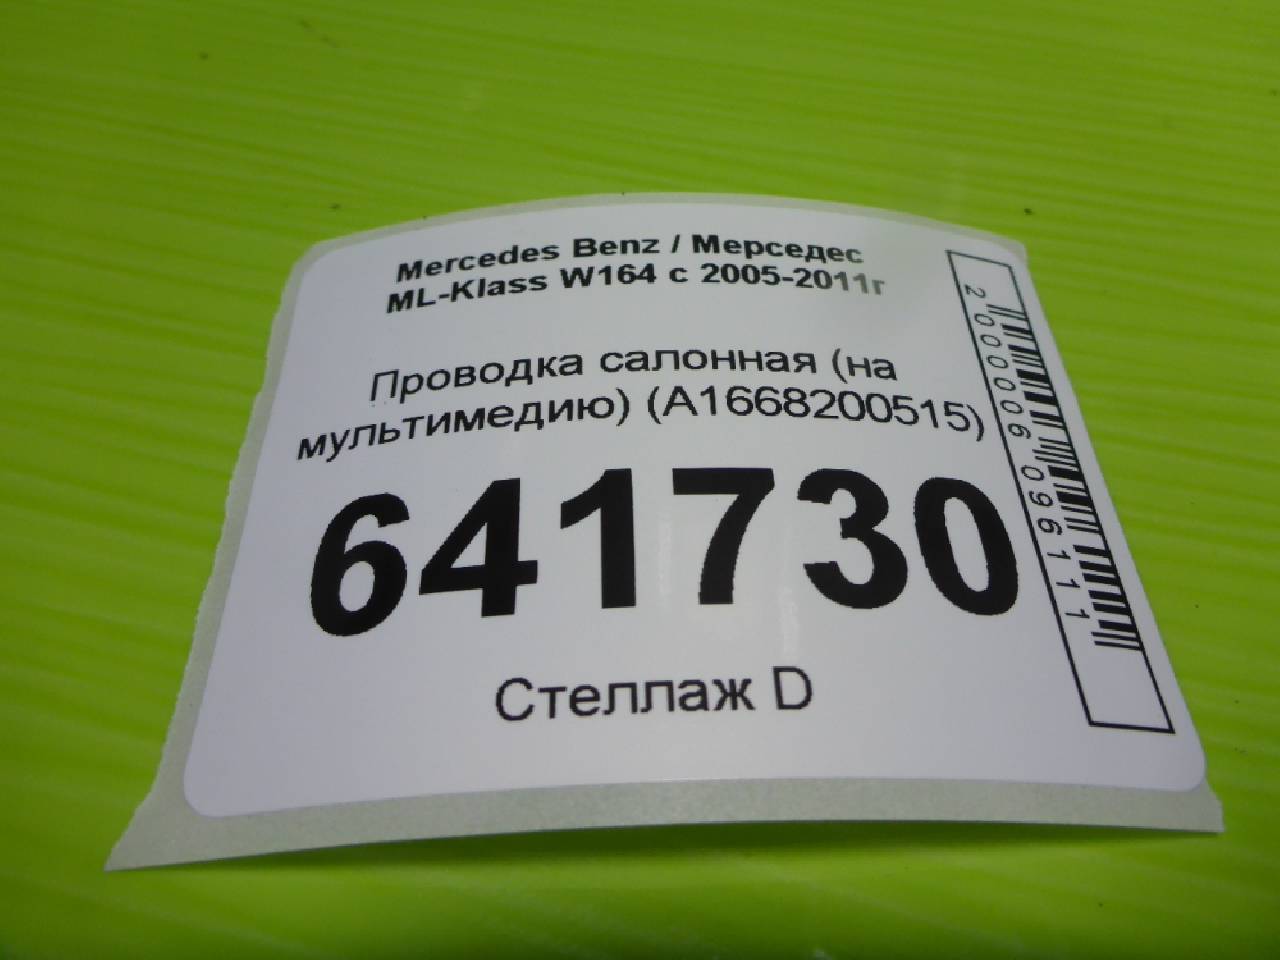 Mercedes Benz / Мерседес
ML-Klass W164 с 2005-2011г
Проводка салонная (на
мультимедию) (A1668200515)
641730
Стеллаж D
2000006096111